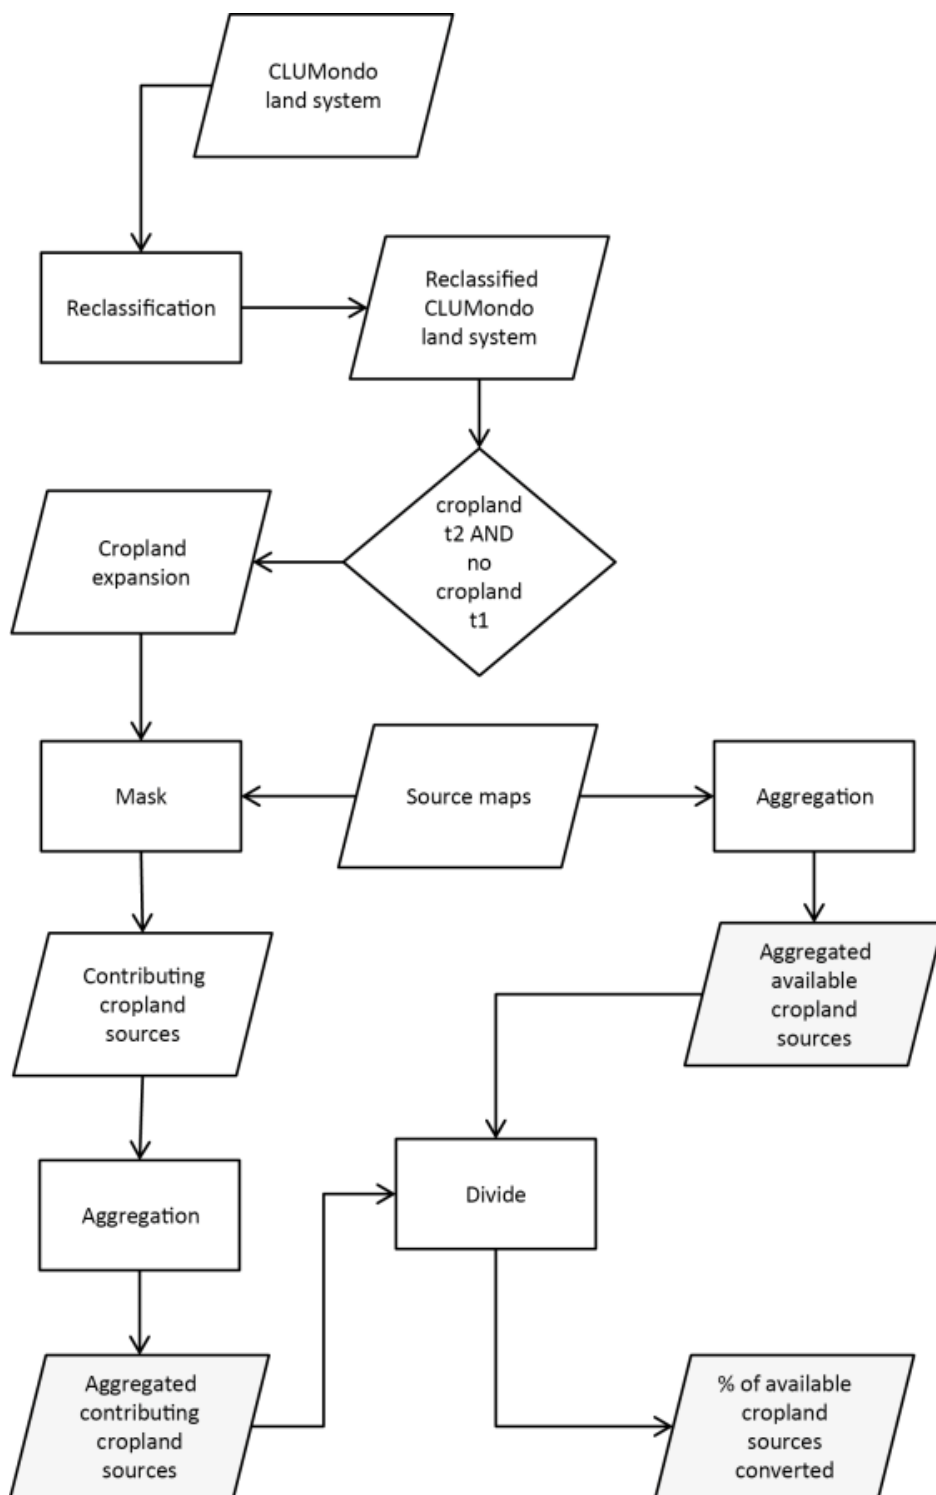 CLUMondo
land system
Reclassification
Reclassified
CLUMondo
land system
cropland
t2 AND
no
cropland
t1
Cropland
expansion
Mask
Source maps
Aggregation
Contributing
cropland
sources
Aggregated
available
cropland
sources
Aggregation
Divide
Aggregated
contributing
cropland
sources
% of available
cropland
sources
converted